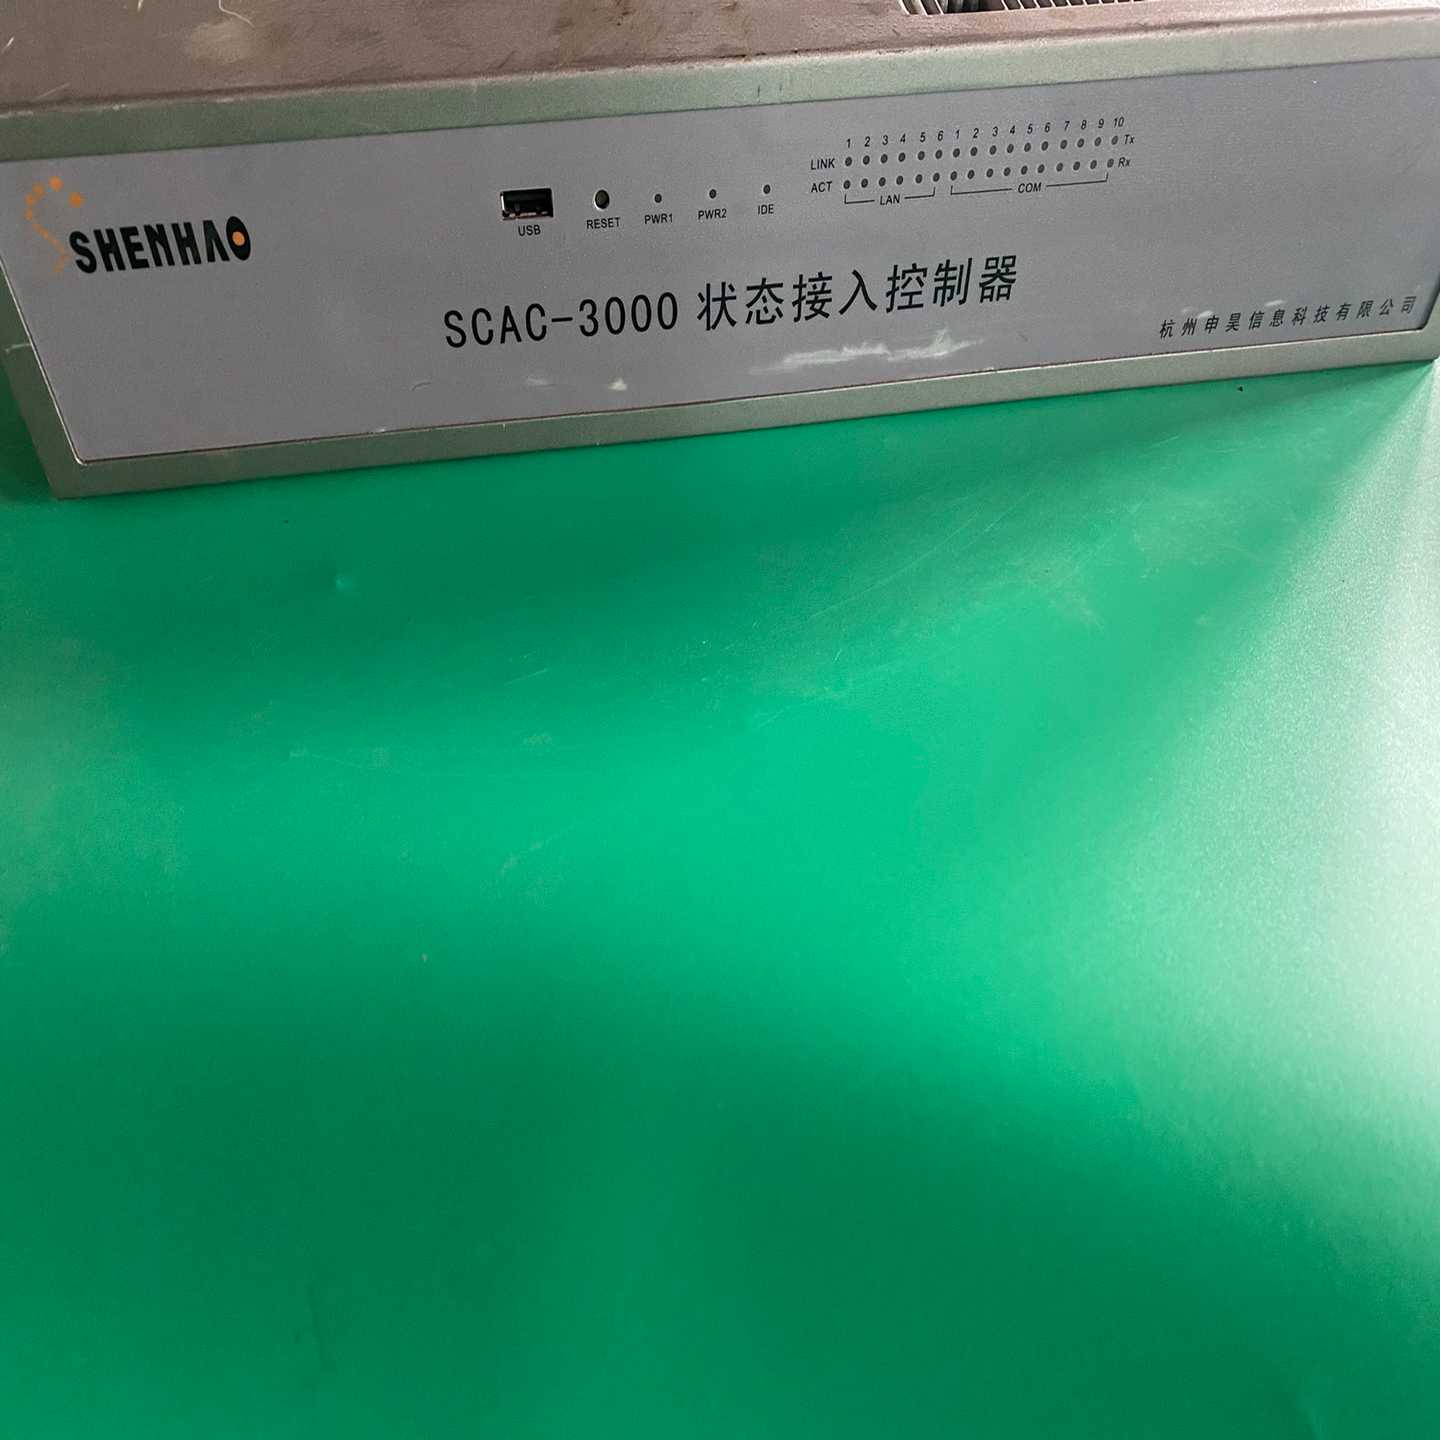 1 2 3 4 5 6 1 2 3 4 5 6 7 8 9 10
LINK Tx
ACT Rx
LAN COM
USB RESET PWR1 PWR2 IDE
SHENHAO
SCAC-3000 状态接入控制器
杭州申昊信息科技有限公司